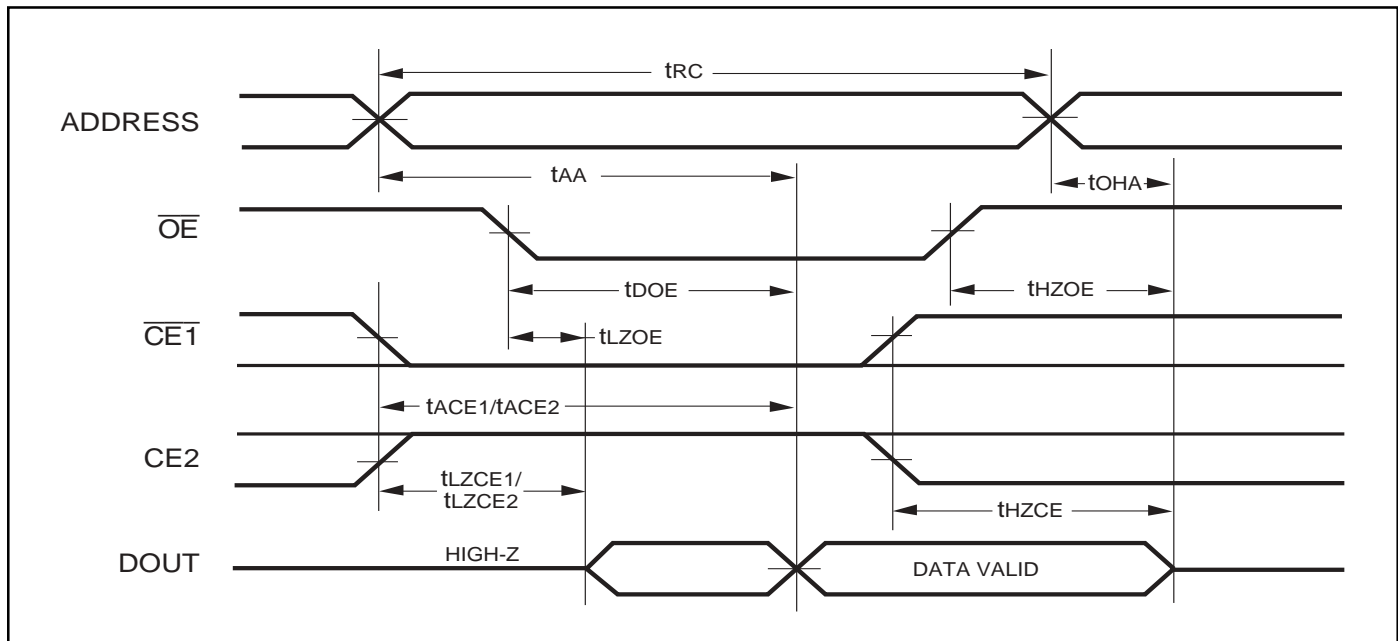 tRC
ADDRESS
tAA
tOHA
OE
tDOE
tHZOE
CE1
tLZOE
tACE1/tACE2
CE2
tLZCE1/
tLZCE2
tHZCE
DOUT
HIGH-Z
DATA VALID